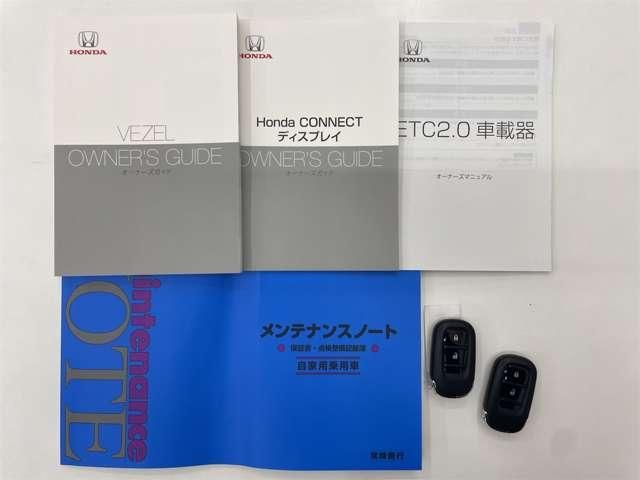 HONDA
VEZEL
OWNER'S GUIDE
オーナーズガイド
HONDA
Honda CONNECT
ディスプレイ
OWNER'S GUIDE
オーナーズガイド
HONDA
ETC2.0 車載器
オーナーズマニュアル
aintenance
NOTE
メンテナンスノート
保証書・点検整備記録簿
自家用乗用車